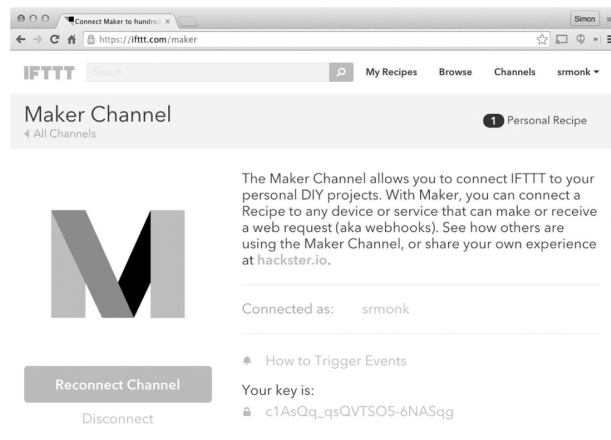 Connect Maker to hundred
Simon
https://ifttt.com/maker
IFTTT Search My Recipes Browse Channels srmonk
Maker Channel
All Channels
1 Personal Recipe
The Maker Channel allows you to connect IFTTT to your
personal DIY projects. With Maker, you can connect a
Recipe to any device or service that can make or receive
a web request (aka webhooks). See how others are
using the Maker Channel, or share your own experience
at hackster.io.
Connected as: srmonk
How to Trigger Events
Reconnect Channel
Your key is:
c1AsQq_qsQVTSO5-6NASqg
Disconnect